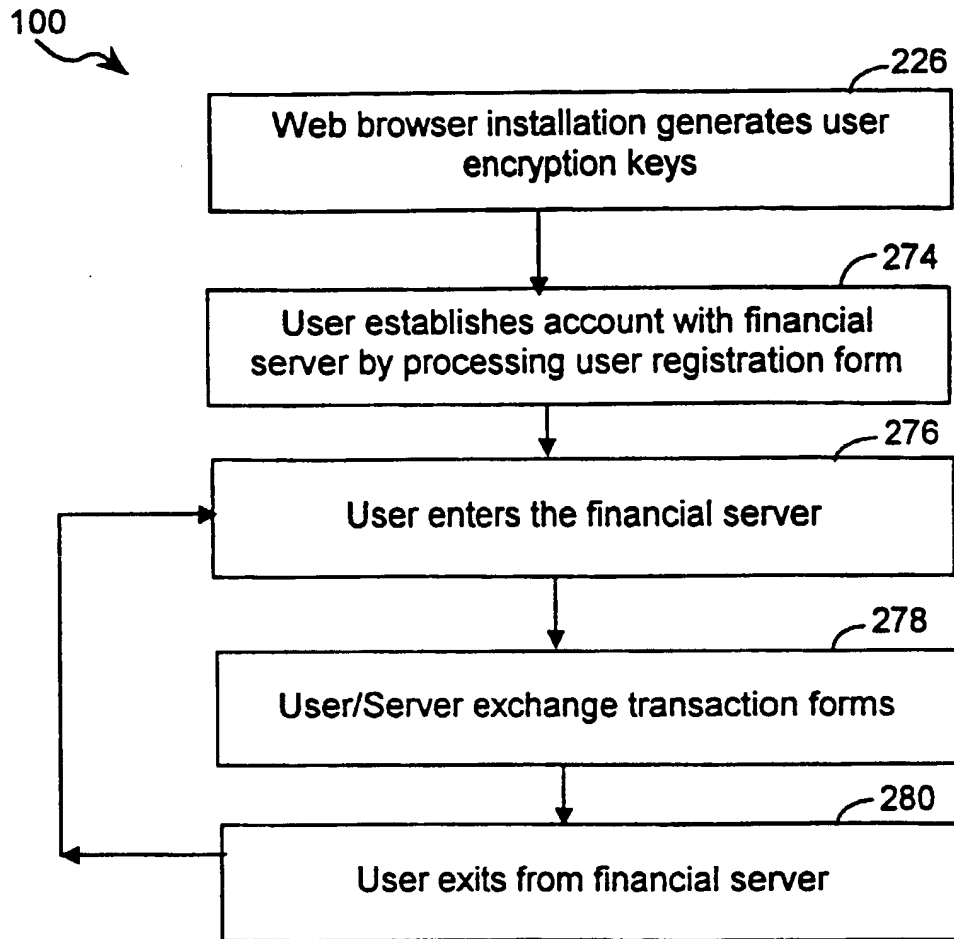 100
226
Web browser installation generates user
encryption keys
274
User establishes account with financial
server by processing user registration form
276
User enters the financial server
278
User/Server exchange transaction forms
280
User exits from financial server